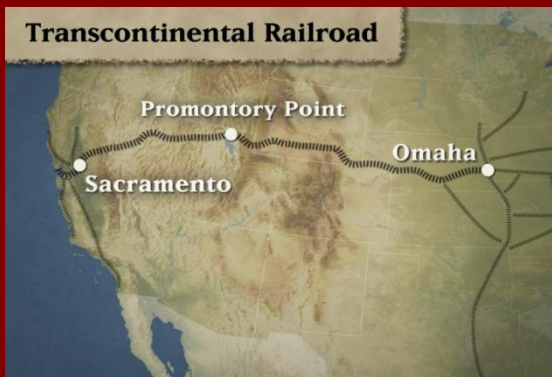 Transcontinental Railroad
Promontory Point
Omaha
Sacramento